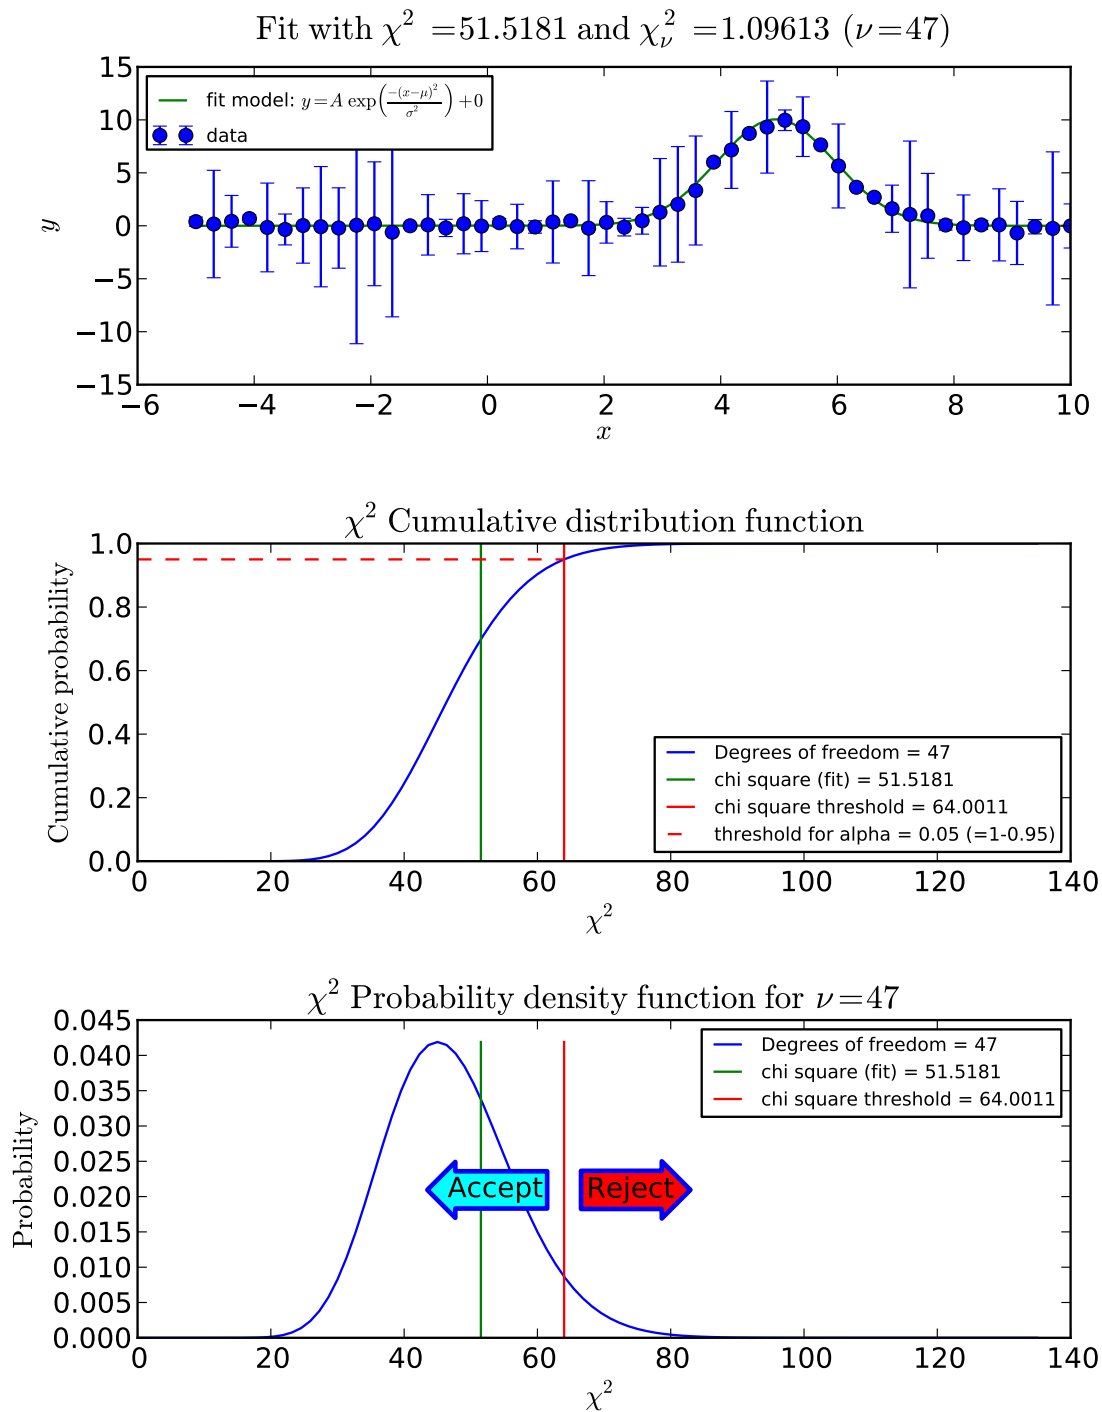 Fit with χ² =51.5181 and χ²_ν =1.09613 (ν=47)
15
10
5
0
−5
−10
−15
y
fit model: y=A exp(−(x−μ)²/σ²)+0
data
−6 −4 −2 0 2 4 6 8 10
x
χ² Cumulative distribution function
1.0
0.8
0.6
0.4
0.2
0.0
Cumulative probability
Degrees of freedom = 47
chi square (fit) = 51.5181
chi square threshold = 64.0011
threshold for alpha = 0.05 (=1-0.95)
0 20 40 60 80 100 120 140
χ²
χ² Probability density function for ν=47
0.045
0.040
0.035
0.030
0.025
0.020
0.015
0.010
0.005
0.000
Probability
Degrees of freedom = 47
chi square (fit) = 51.5181
chi square threshold = 64.0011
Accept Reject
0 20 40 60 80 100 120 140
χ²